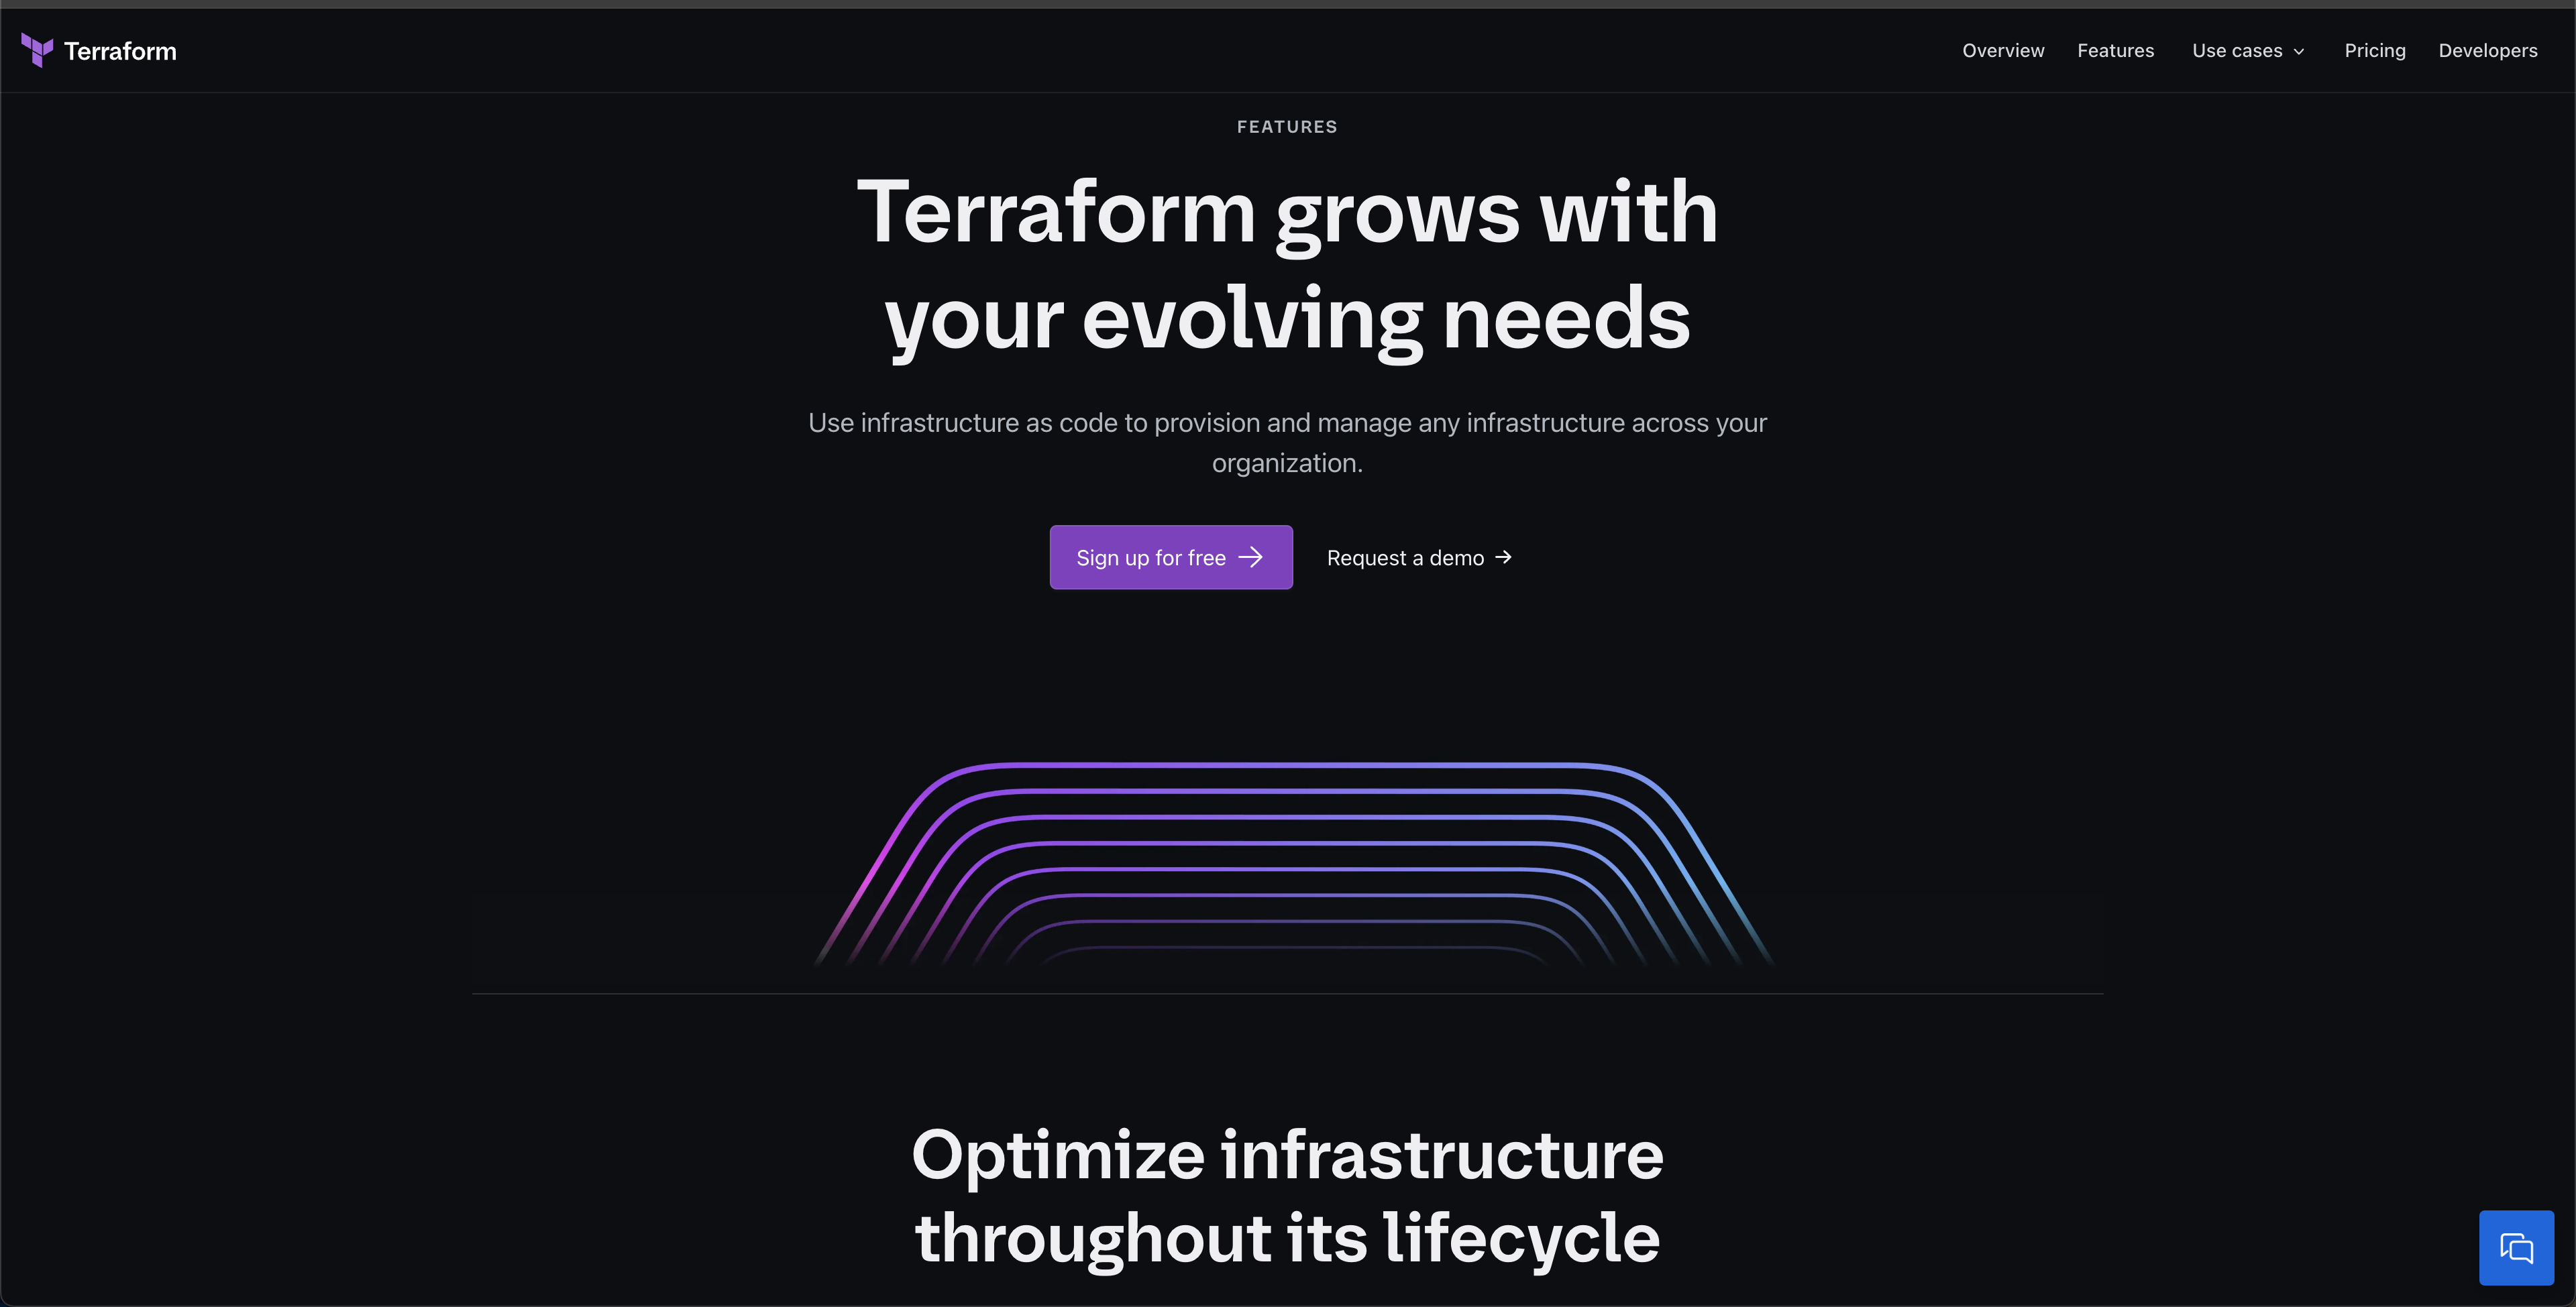 Terraform
Overview
Features
Use cases
Pricing
Developers
FEATURES
Terraform grows with
your evolving needs
Use infrastructure as code to provision and manage any infrastructure across your
organization.
Sign up for free
Request a demo
Optimize infrastructure
throughout its lifecycle